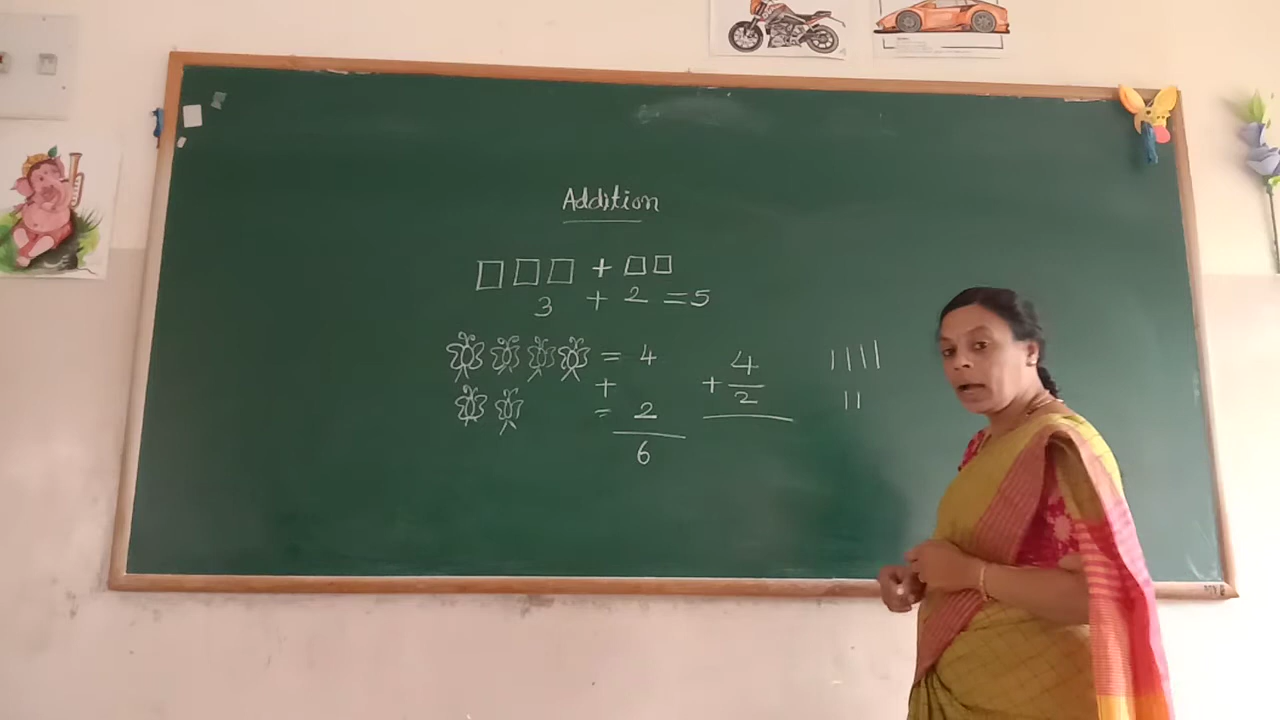 Addition
□ □ □ + □ □
3 + 2 = 5
= 4
+
= 2
6
4
+ 2